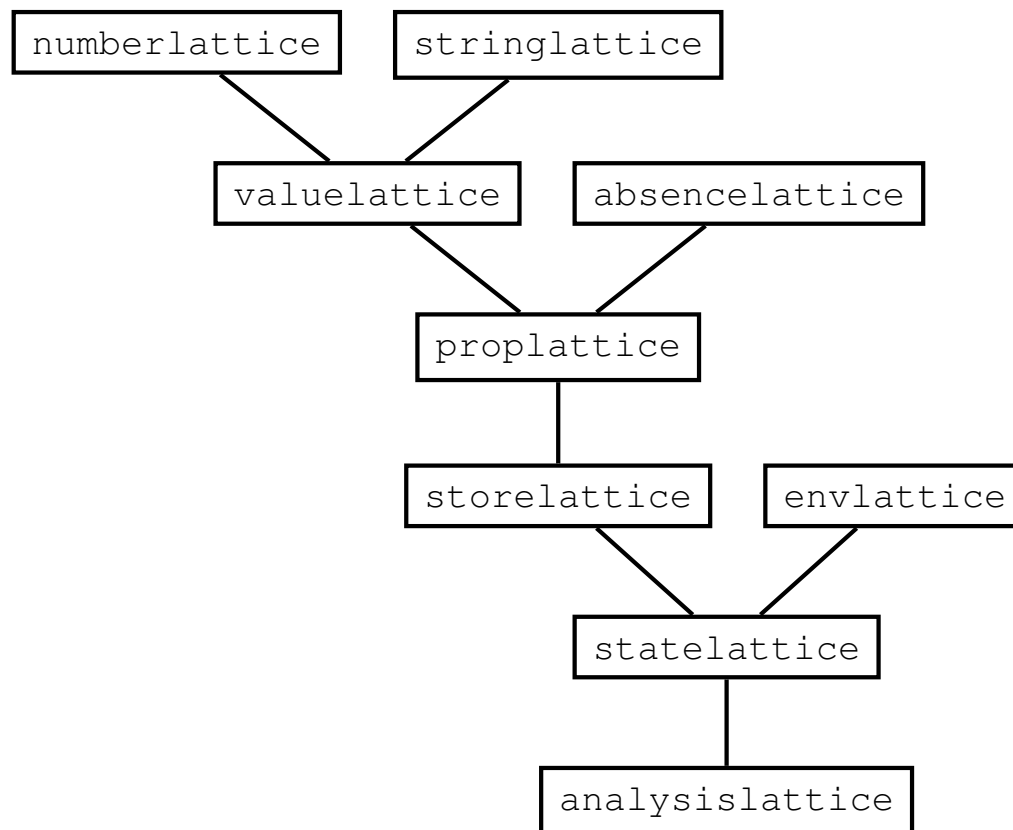 numberlattice
stringlattice
valuelattice
absencelattice
proplattice
storelattice
envlattice
statelattice
analysislattice